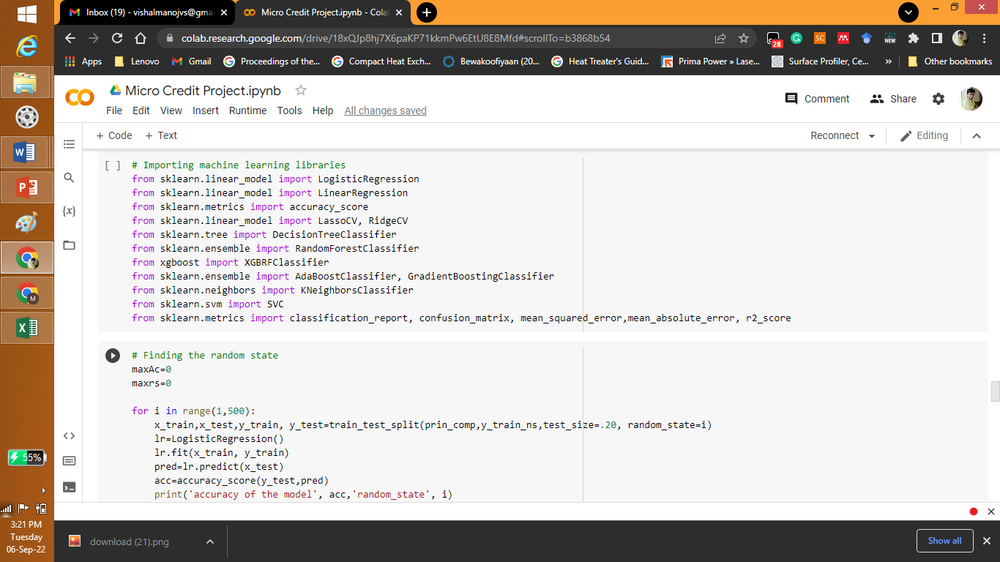 Inbox (19) - vishalmanojvs@gma
Micro Credit Project.ipynb - Cola
colab.research.google.com/drive/18xQJp8hj7X6paKP71kkmPw6EtU8E8Mfd#scrollTo=b3868b54
28
SC
NEW
Apps
Lenovo
Gmail
Proceedings of the...
Compact Heat Exch...
Bewakoofiyaan (20...
Heat Treater's Guid...
Prima Power » Lase...
Surface Profiler, Ce...
»
Other bookmarks
Micro Credit Project.ipynb
Comment
Share
File Edit View Insert Runtime Tools Help All changes saved
+ Code + Text
Reconnect
Editing
[ ] # Importing machine learning libraries
from sklearn.linear_model import LogisticRegression
from sklearn.linear_model import LinearRegression
from sklearn.metrics import accuracy_score
from sklearn.linear_model import LassoCV, RidgeCV
from sklearn.tree import DecisionTreeClassifier
from sklearn.ensemble import RandomForestClassifier
from xgboost import XGBRFClassifier
from sklearn.ensemble import AdaBoostClassifier, GradientBoostingClassifier
from sklearn.neighbors import KNeighborsClassifier
from sklearn.svm import SVC
from sklearn.metrics import classification_report, confusion_matrix, mean_squared_error,mean_absolute_error, r2_score
# Finding the random state
maxAc=0
maxrs=0
for i in range(1,500):
x_train,x_test,y_train, y_test=train_test_split(prin_comp,y_train_ns,test_size=.20, random_state=i)
lr=LogisticRegression()
lr.fit(x_train, y_train)
pred=lr.predict(x_test)
acc=accuracy_score(y_test,pred)
print('accuracy of the model', acc,'random_state', i)
{x}
<>
W
P
M
X
55%
3:21 PM
Tuesday
06-Sep-22
download (21).png
Show all